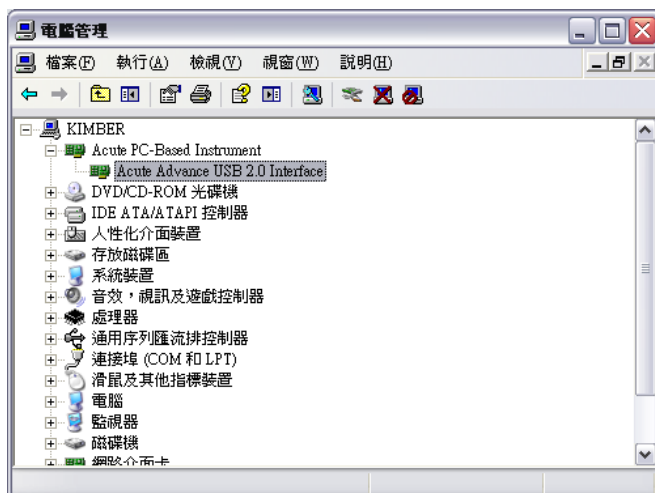 電腦管理
檔案(F) 執行(A) 檢視(V) 視窗(W) 說明(H)
KIMBER
Acute PC-Based Instrument
Acute Advance USB 2.0 Interface
DVD/CD-ROM 光碟機
IDE ATA/ATAPI 控制器
人性化介面裝置
存放磁碟區
系統裝置
音效，視訊及遊戲控制器
處理器
通用序列匯流排控制器
連接埠 (COM 和 LPT)
滑鼠及其他指標裝置
電腦
監視器
磁碟機
網路介面卡